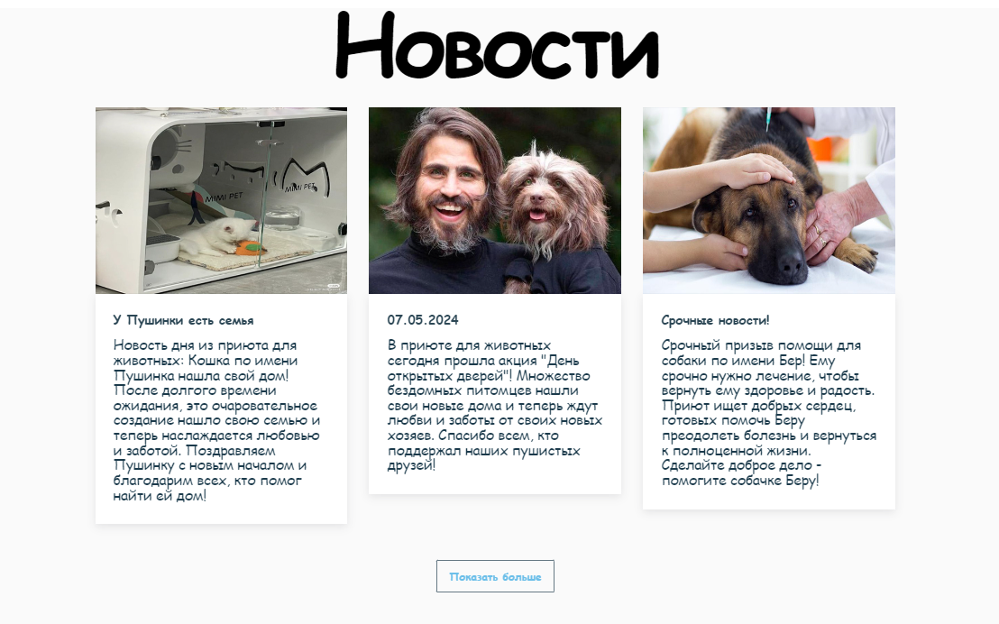 Новости
MIMI PET
MIMI PET
У Пушинки есть семья
Новость дня из приюта для
животных: Кошка по имени
Пушинка нашла свой дом!
После долгого времени
ожидания, это очаровательное
создание нашло свою семью и
теперь наслаждается любовью
и заботой. Поздравляем
Пушинку с новым началом и
благодарим всех, кто помог
найти ей дом!
07.05.2024
В приюте для животных
сегодня прошла акция "День
открытых дверей"! Множество
бездомных питомцев нашли
свои новые дома и теперь ждут
любви и заботы от своих новых
хозяев. Спасибо всем, кто
поддержал наших пушистых
друзей!
Срочные новости!
Срочный призыв помощи для
собаки по имени Бер! Ему
срочно нужно лечение, чтобы
вернуть ему здоровье и радость.
Приют ищет добрых сердец,
готовых помочь Беру
преодолеть болезнь и вернуться
к полноценной жизни.
Сделайте доброе дело -
помогите собачке Беру!
Показать больше